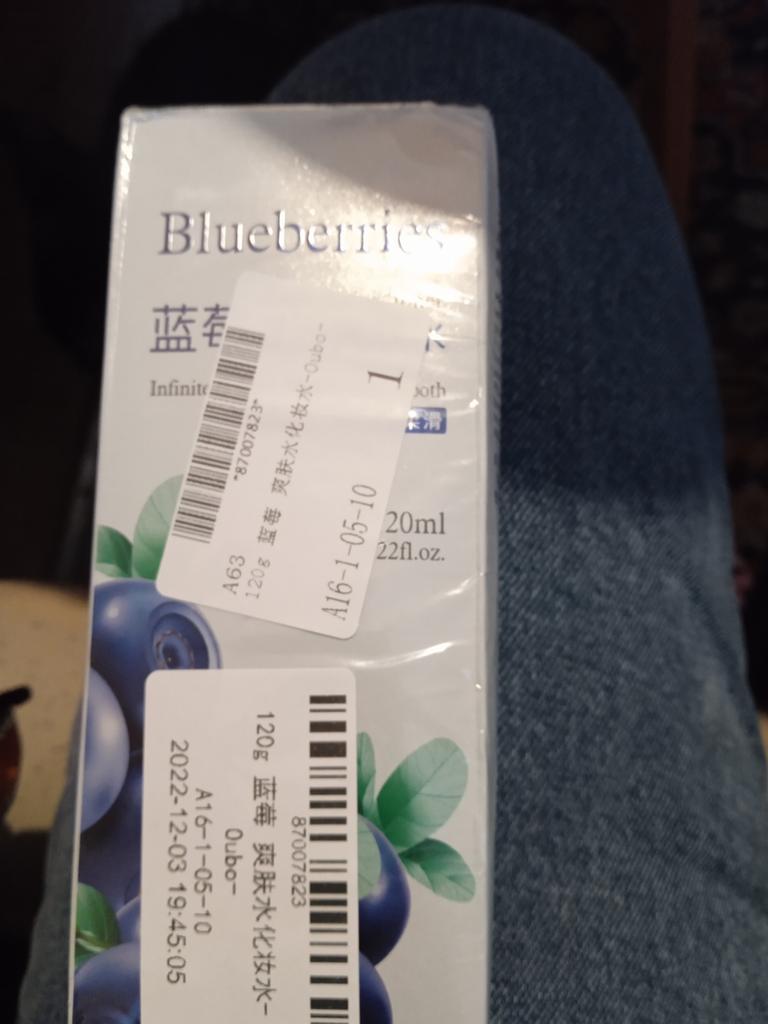 Blueberries
蓝莓
Infinite
滑
20ml
22fl.oz.
*87007823*
A63
120g 蓝莓 爽肤水化妆水-Oubo-
1
A16-1-05-10
87007823
120g 蓝莓 爽肤水化妆水-
Oubo-
A16-1-05-10
2022-12-03 19:45:05